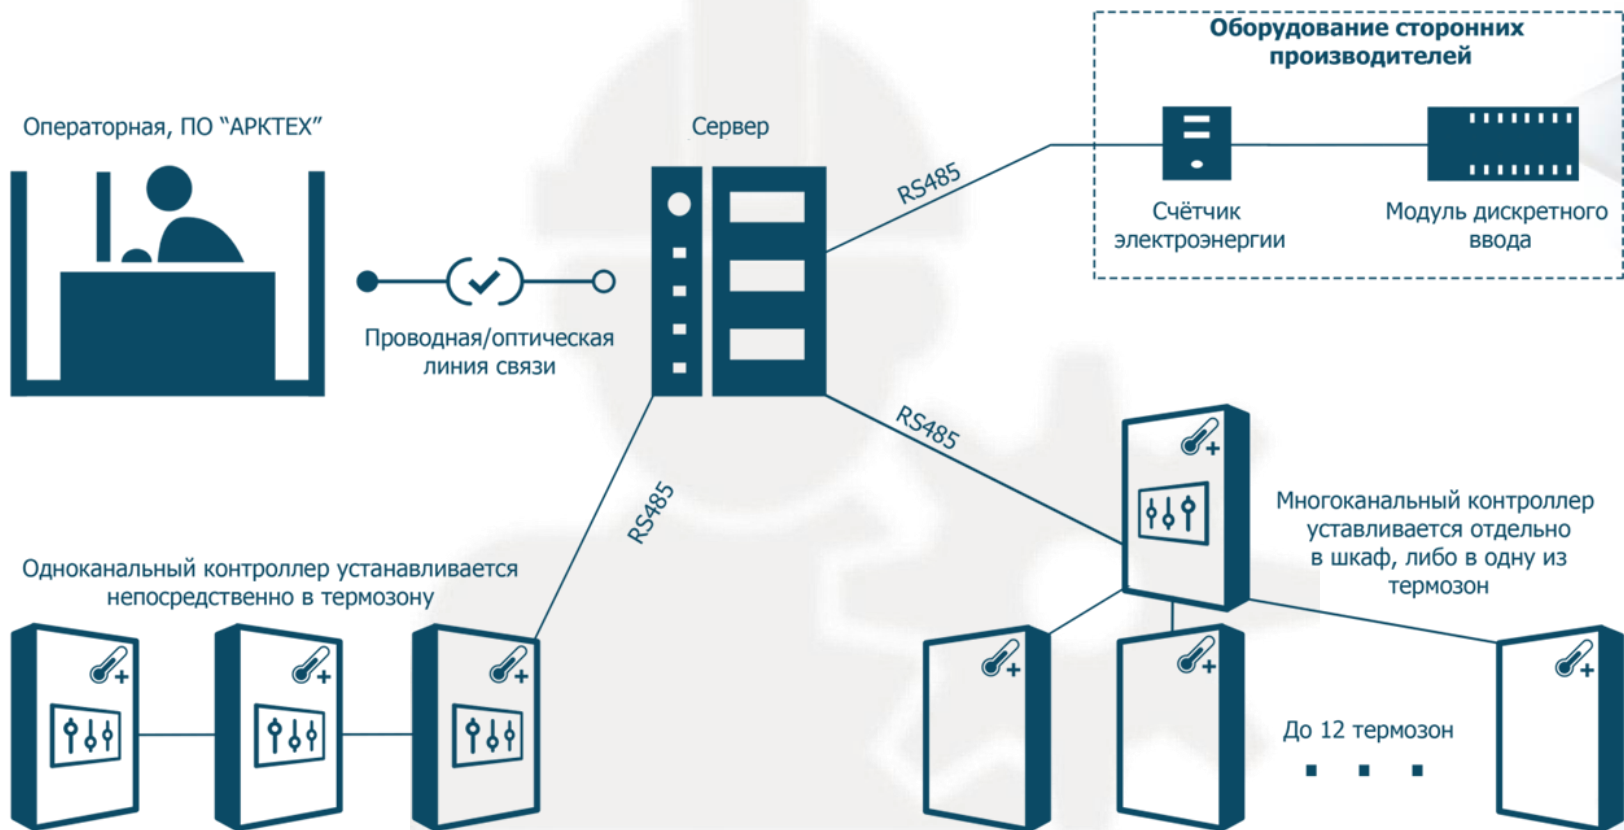 Оборудование сторонних
производителей
Операторная, ПО “АРКТЕХ”
Сервер
RS485
Счётчик
электроэнергии
Модуль дискретного
ввода
Проводная/оптическая
линия связи
RS485
RS485
Многоканальный контроллер
уставливается отдельно
в шкаф, либо в одну из
термозон
Одноканальный контроллер устанавливается
непосредственно в термозону
До 12 термозон